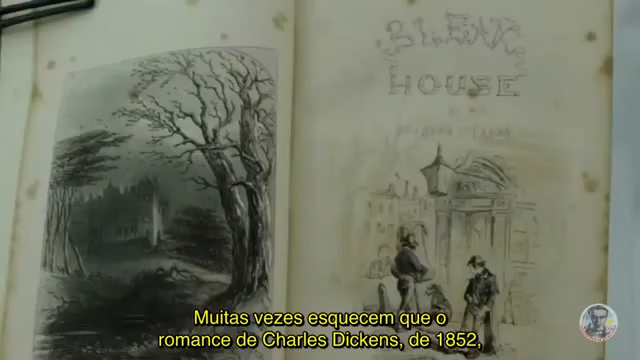 BLEAK
HOUSE
Muitas vezes esquecem que o
romance de Charles Dickens, de 1852,